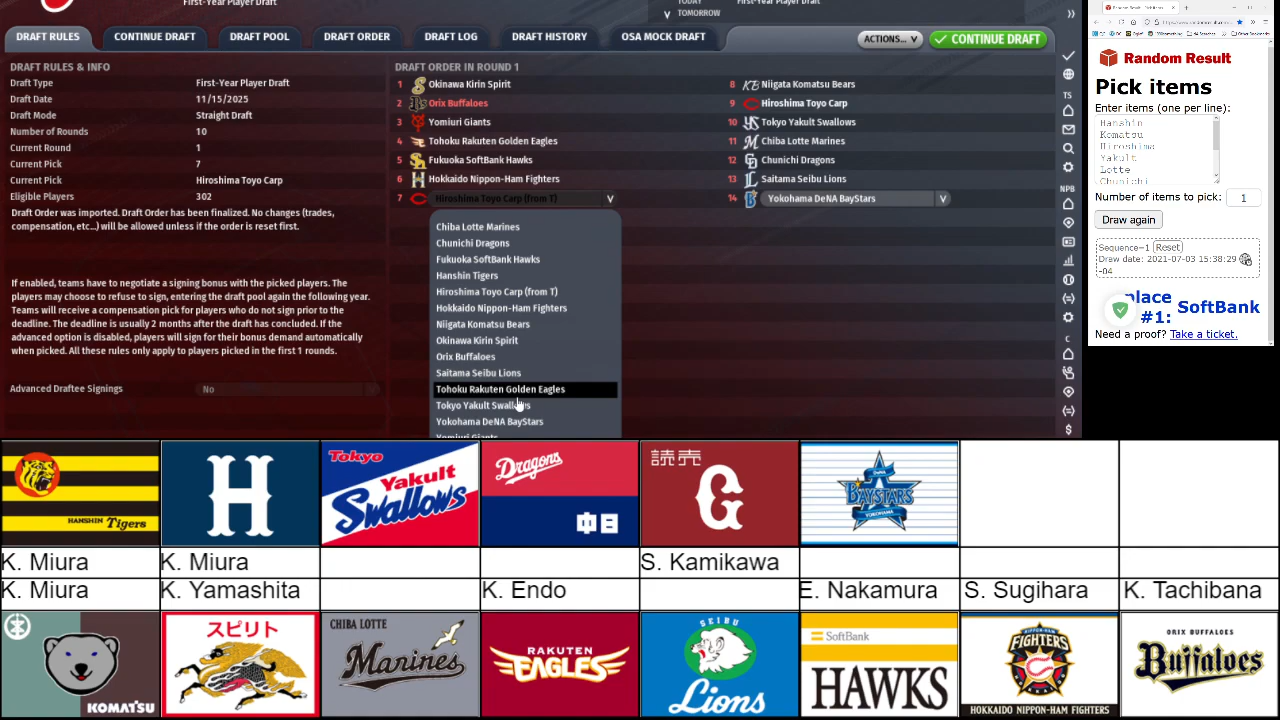 First-Year Player Draft
TODAY
First-Year Player Draft
TOMORROW
DRAFT RULES
CONTINUE DRAFT
DRAFT POOL
DRAFT ORDER
DRAFT LOG
DRAFT HISTORY
OSA MOCK DRAFT
ACTIONS...
CONTINUE DRAFT
DRAFT RULES & INFO
Draft Type First-Year Player Draft
Draft Date 11/15/2025
Draft Mode Straight Draft
Number of Rounds 10
Current Round 1
Current Pick 7
Current Pick Hiroshima Toyo Carp
Eligible Players 302
Draft Order was imported. Draft Order has been finalized. No changes (trades,
compensation, etc...) will be allowed unless if the order is reset first.
If enabled, teams have to negotiate a signing bonus with the picked players. The
players may choose to refuse to sign, entering the draft pool again the following year.
Teams will receive a compensation pick for players who do not sign prior to the
deadline. The deadline is usually 2 months after the draft has concluded. If the
advanced option is disabled, players will sign for their bonus demand automatically
when picked. All these rules only apply to players picked in the first 1 rounds.
Advanced Draftee Signings No
DRAFT ORDER IN ROUND 1
1 Okinawa Kirin Spirit
2 Orix Buffaloes
3 Yomiuri Giants
4 Tohoku Rakuten Golden Eagles
5 Fukuoka SoftBank Hawks
6 Hokkaido Nippon-Ham Fighters
7 Hiroshima Toyo Carp (from T)
8 Niigata Komatsu Bears
9 Hiroshima Toyo Carp
10 Tokyo Yakult Swallows
11 Chiba Lotte Marines
12 Chunichi Dragons
13 Saitama Seibu Lions
14 Yokohama DeNA BayStars
Chiba Lotte Marines
Chunichi Dragons
Fukuoka SoftBank Hawks
Hanshin Tigers
Hiroshima Toyo Carp (from T)
Hokkaido Nippon-Ham Fighters
Niigata Komatsu Bears
Okinawa Kirin Spirit
Orix Buffaloes
Saitama Seibu Lions
Tohoku Rakuten Golden Eagles
Tokyo Yakult Swallows
Yokohama DeNA BayStars
Yomiuri Giants
TS
NPB
C
Random Result
Pick items
Enter items (one per line):
Hanshin
Komatsu
Hiroshima
Yakult
Lotte
Chunichi
Number of items to pick: 1
Draw again
Sequence-1 Reset
Draw date: 2021-07-03 15:38:29
-04
place
#1: SoftBank
Need a proof? Take a ticket.
HANSHIN Tigers
H
Tokyo
Yakult
Swallows
Dragons
中日
読売
G
DeNA
BAYSTARS
YOKOHAMA
K. Miura
K. Miura
S. Kamikawa
K. Miura
K. Yamashita
K. Endo
E. Nakamura
S. Sugihara
K. Tachibana
KOMATSU
スピリト
CHIBA LOTTE
Marines
RAKUTEN
EAGLES
SEIBU
Lions
SoftBank
HAWKS
NIPPON-HAM
FIGHTERS
HOKKAIDO NIPPON-HAM FIGHTERS
ORIX BUFFALOES
Buffaloes